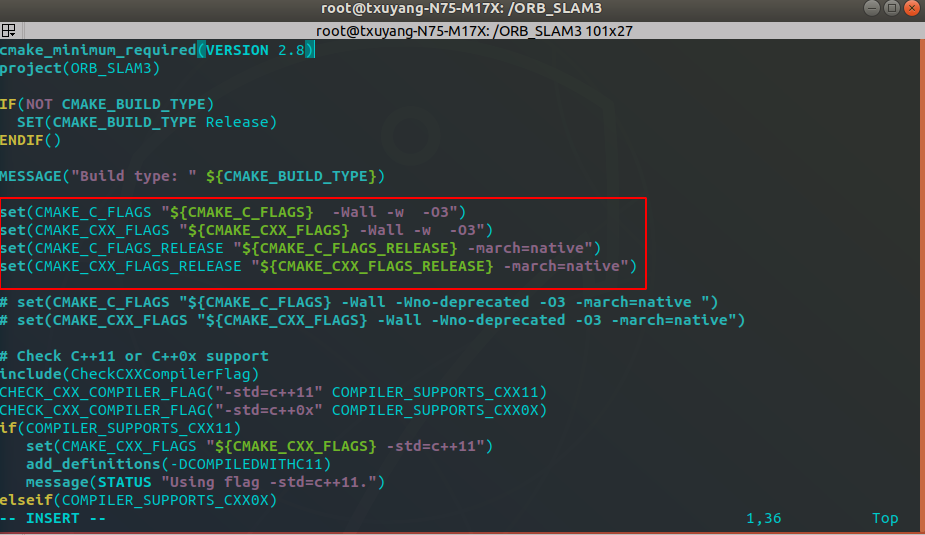 root@txuyang-N75-M17X: /ORB_SLAM3
root@txuyang-N75-M17X: /ORB_SLAM3 101x27
cmake_minimum_required(VERSION 2.8)
project(ORB_SLAM3)
IF(NOT CMAKE_BUILD_TYPE)
  SET(CMAKE_BUILD_TYPE Release)
ENDIF()
MESSAGE("Build type: " ${CMAKE_BUILD_TYPE})
set(CMAKE_C_FLAGS "${CMAKE_C_FLAGS}  -Wall -w  -O3")
set(CMAKE_CXX_FLAGS "${CMAKE_CXX_FLAGS} -Wall -w  -O3")
set(CMAKE_C_FLAGS_RELEASE "${CMAKE_C_FLAGS_RELEASE} -march=native")
set(CMAKE_CXX_FLAGS_RELEASE "${CMAKE_CXX_FLAGS_RELEASE} -march=native")
# set(CMAKE_C_FLAGS "${CMAKE_C_FLAGS} -Wall -Wno-deprecated -O3 -march=native ")
# set(CMAKE_CXX_FLAGS "${CMAKE_CXX_FLAGS} -Wall -Wno-deprecated -O3 -march=native")
# Check C++11 or C++0x support
include(CheckCXXCompilerFlag)
CHECK_CXX_COMPILER_FLAG("-std=c++11" COMPILER_SUPPORTS_CXX11)
CHECK_CXX_COMPILER_FLAG("-std=c++0x" COMPILER_SUPPORTS_CXX0X)
if(COMPILER_SUPPORTS_CXX11)
   set(CMAKE_CXX_FLAGS "${CMAKE_CXX_FLAGS} -std=c++11")
   add_definitions(-DCOMPILEDWITHC11)
   message(STATUS "Using flag -std=c++11.")
elseif(COMPILER_SUPPORTS_CXX0X)
-- INSERT -- 1,36 Top